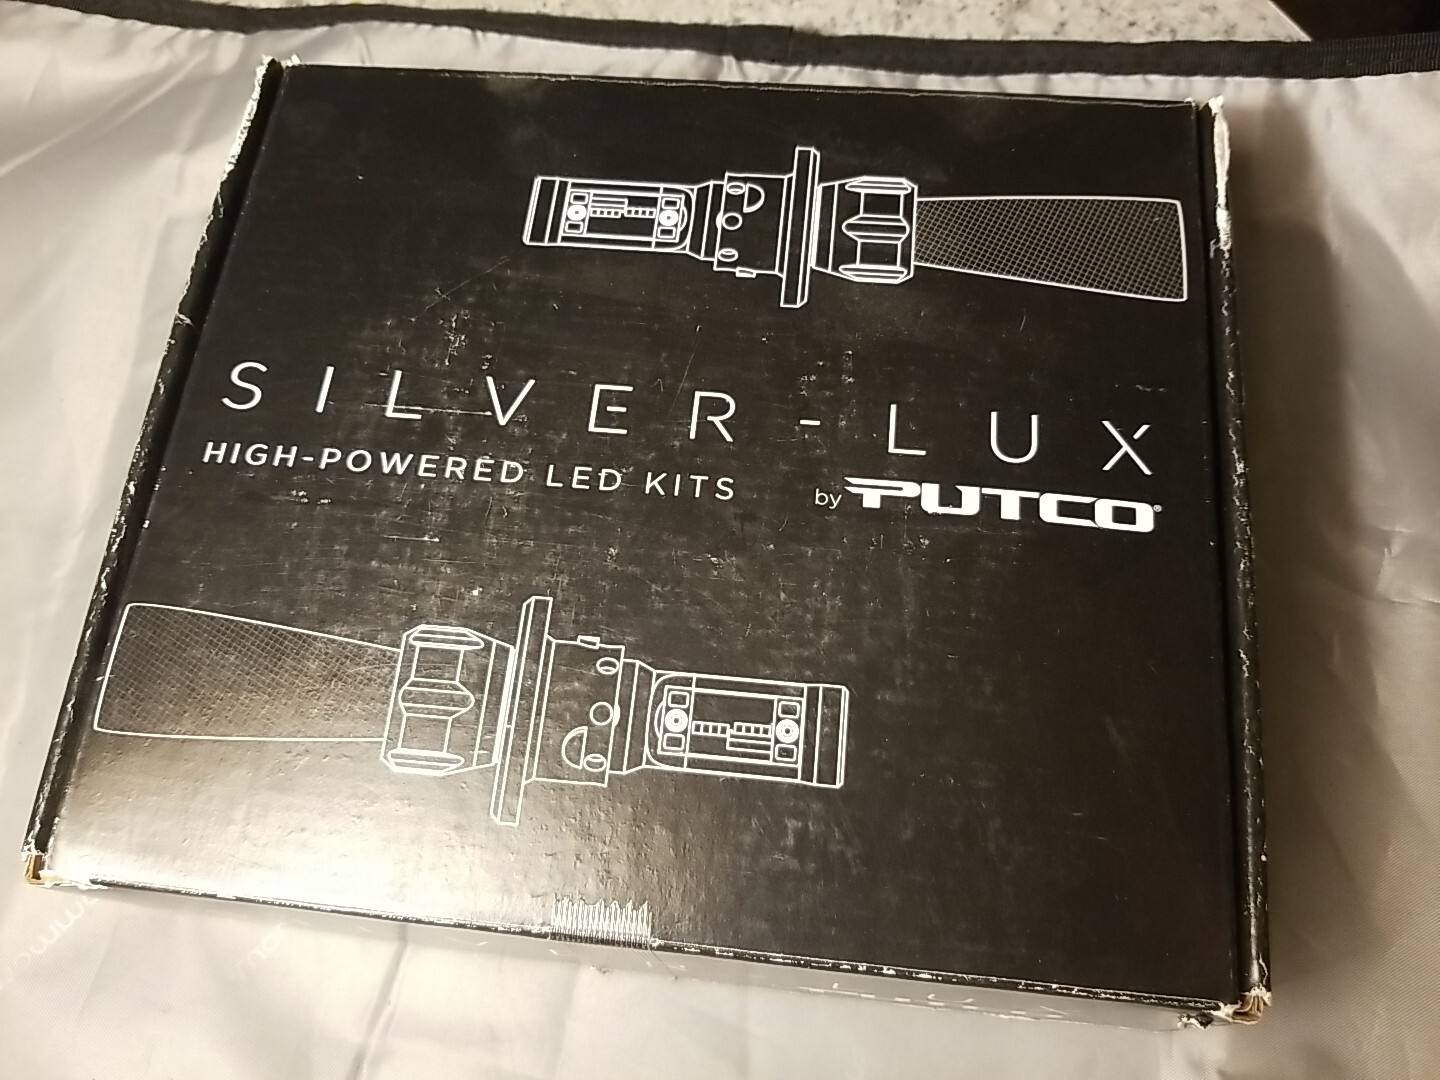 SILVER-LUX
HIGH-POWERED LED KITS
by PUTCO®